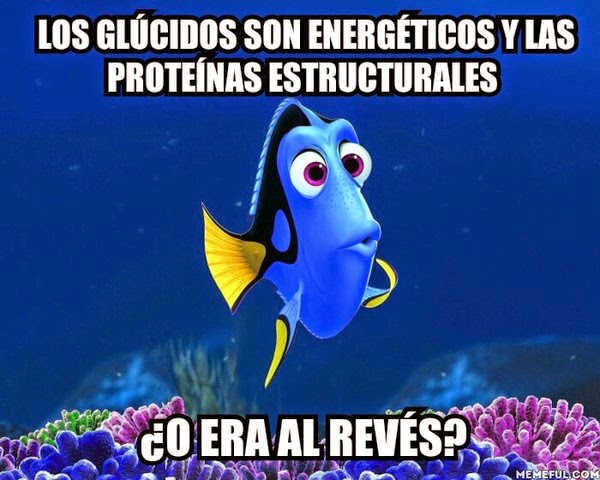 LOS GLÚCIDOS SON ENERGÉTICOS Y LAS
PROTEÍNAS ESTRUCTURALES
¿O ERA AL REVÉS?
MEMEFUL.COM